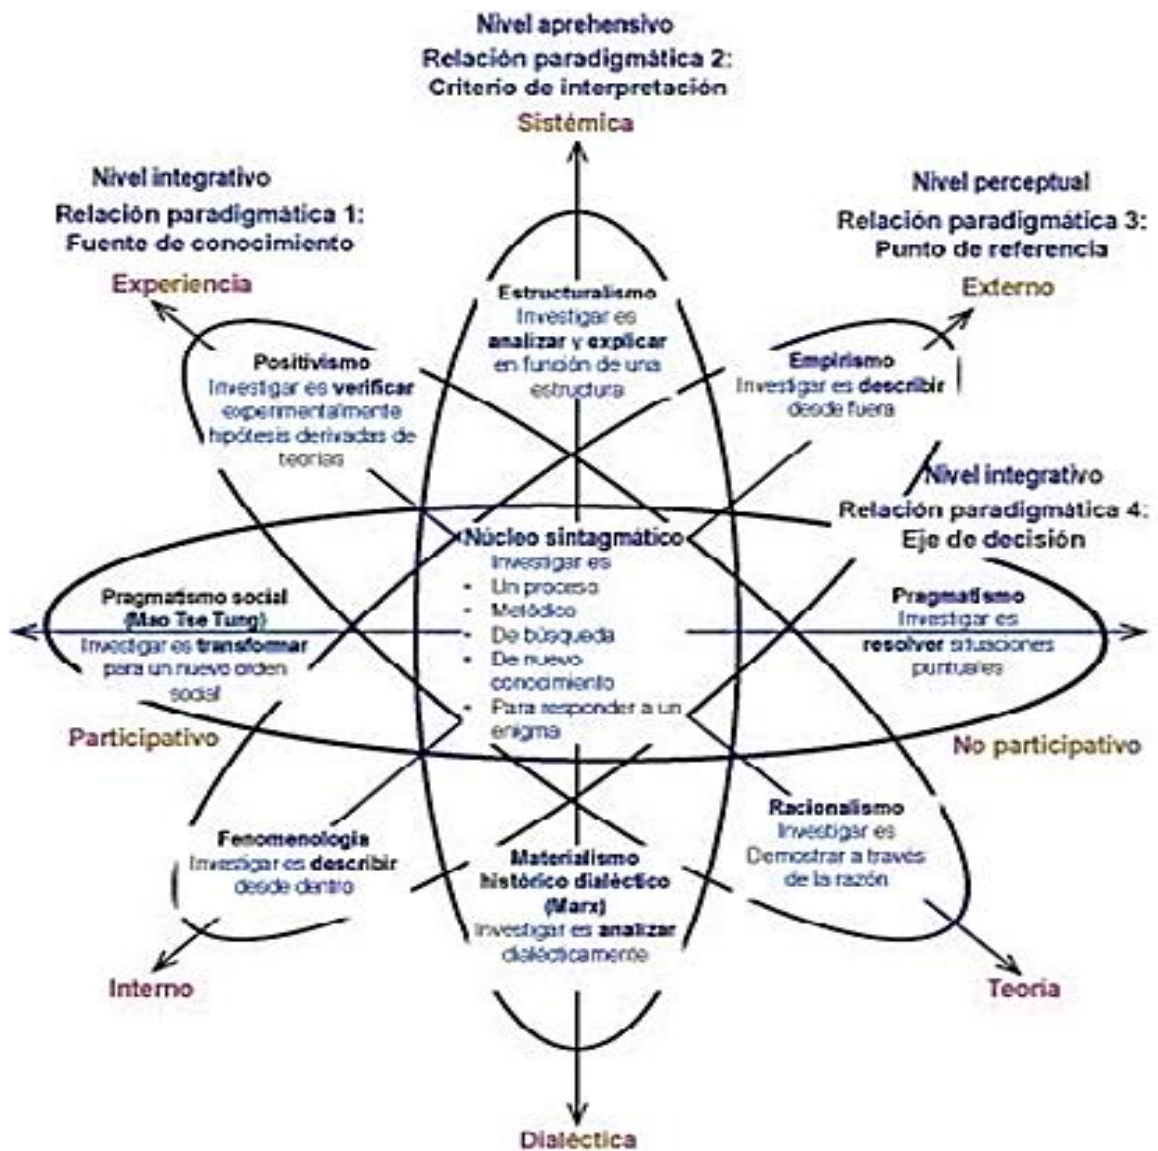 Nivel aprehensivo
Relación paradigmática 2:
Criterio de interpretación
Sistémica
Nivel integrativo
Relación paradigmática 1:
Fuente de conocimiento
Experiencia
Nivel perceptual
Relación paradigmática 3:
Punto de referencia
Externo
Estructuralismo
Investigar es
analizar y explicar
en función de una
estructura
Positivismo
Investigar es verificar
experimentalmente
hipótesis derivadas de
teorías
Empirismo
Investigar es describir
desde fuera
Nivel integrativo
Relación paradigmática 4:
Eje de decisión
Núcleo sintagmático
Investigar es
• Un proceso
• Metódico
• De búsqueda
• De nuevo
conocimiento
• Para responder a un
enigma
Pragmatismo social
(Mao Tse Tung)
Investigar es transformar
para un nuevo orden
social
Participativo
Pragmatismo
Investigar es
resolver situaciones
puntuales
No participativo
Fenomenología
Investigar es describir
desde dentro
Interno
Materialismo
histórico dialéctico
(Marx)
Investigar es analizar
dialécticamente
Racionalismo
Investigar es
Demostrar a través
de la razón
Teoría
Dialéctica